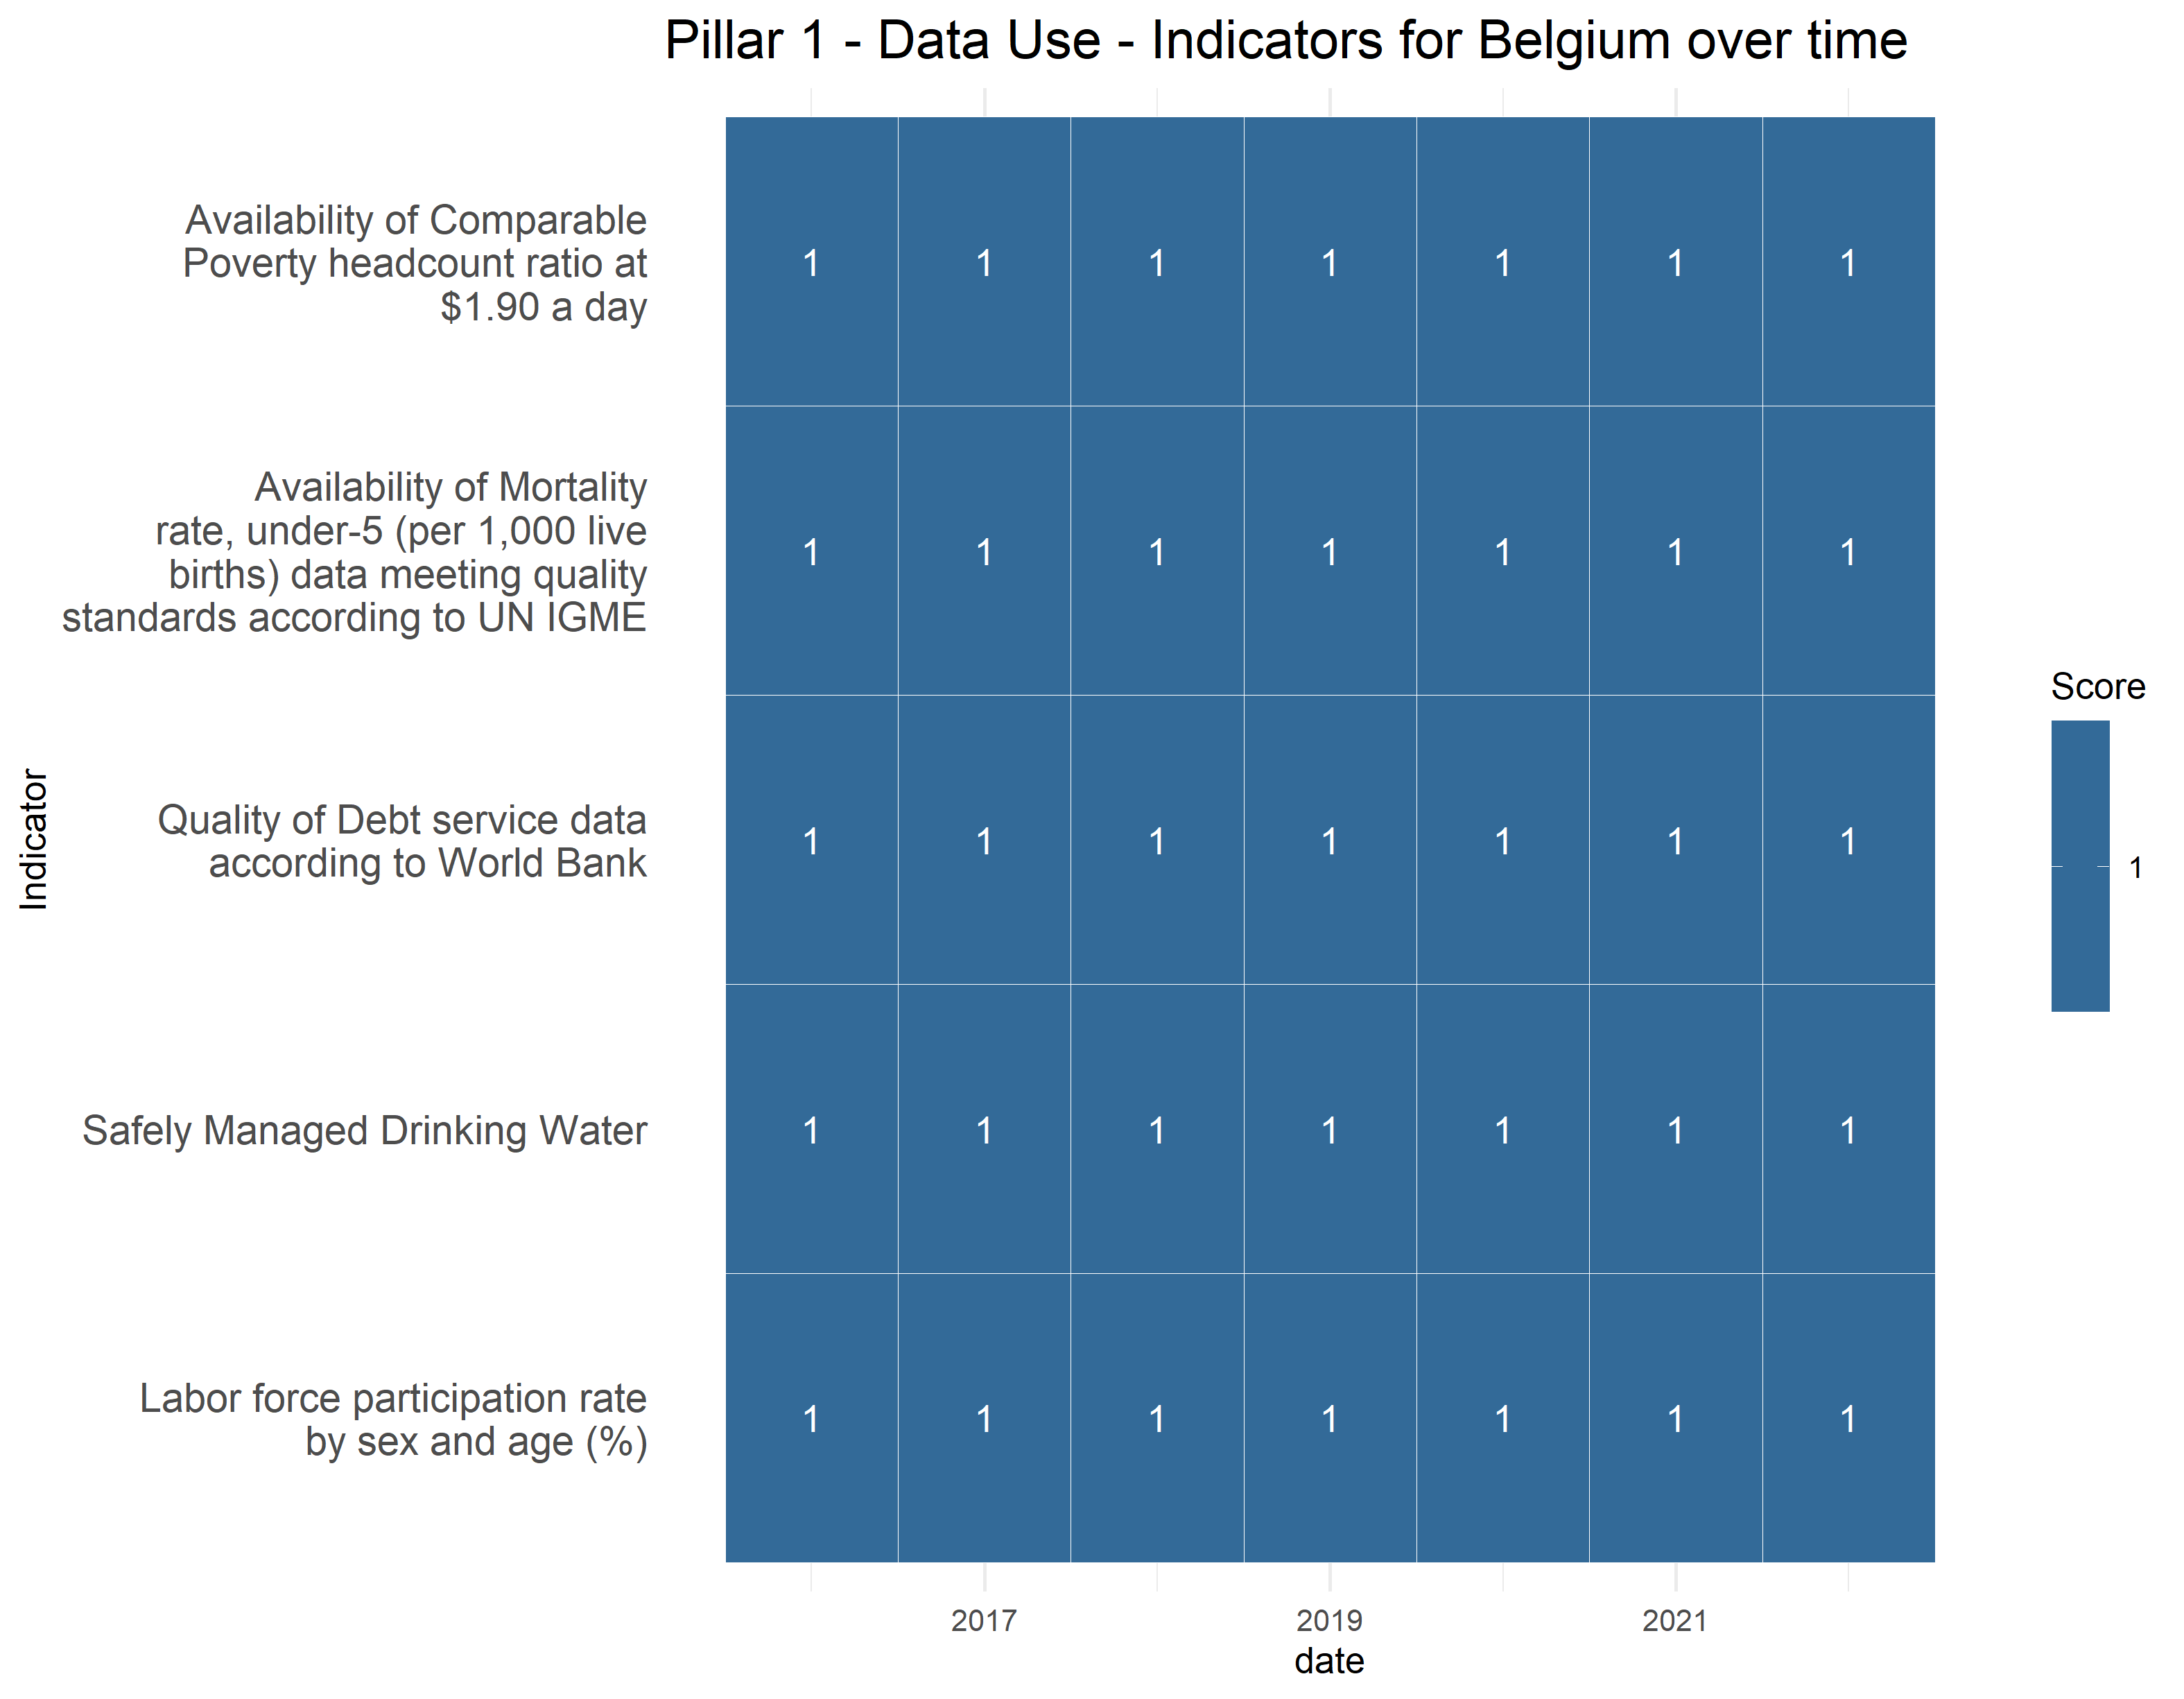 Pillar 1 - Data Use - Indicators for Belgium over time
Indicator
Availability of Comparable
Poverty headcount ratio at
$1.90 a day
1 1 1 1 1 1 1
Availability of Mortality
rate, under-5 (per 1,000 live
births) data meeting quality
standards according to UN IGME
1 1 1 1 1 1 1
Quality of Debt service data
according to World Bank
1 1 1 1 1 1 1
Safely Managed Drinking Water
1 1 1 1 1 1 1
Labor force participation rate
by sex and age (%)
1 1 1 1 1 1 1
2017 2019 2021
date
Score
1